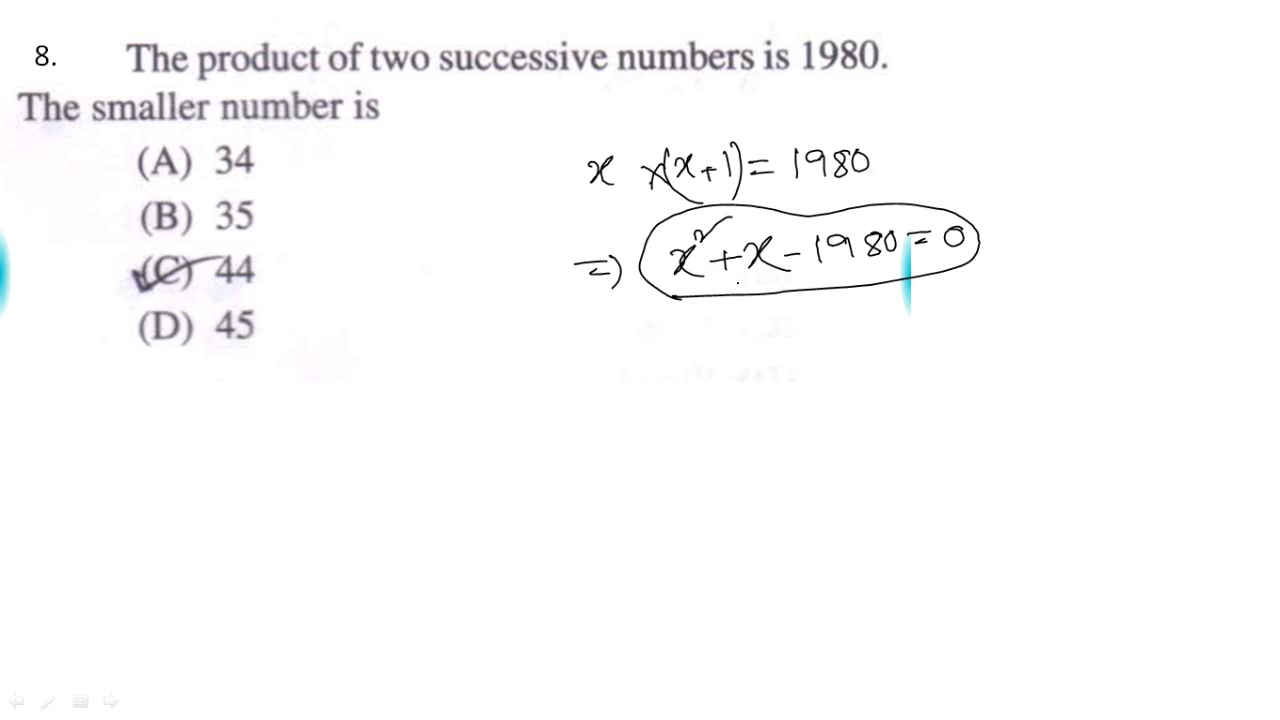 8. The product of two successive numbers is 1980.
The smaller number is
(A) 34
(B) 35
(C) 44
(D) 45
x ×(x+1) = 1980
⇒ x² + x - 1980 = 0